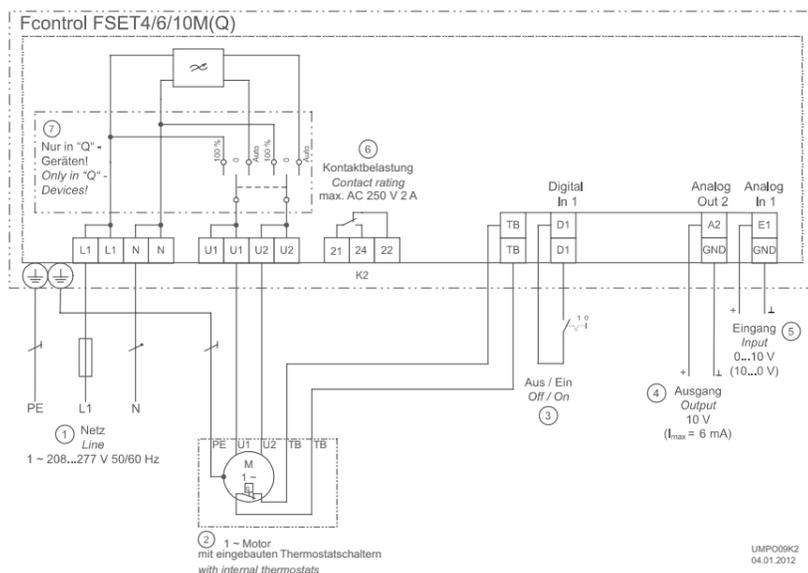 Fcontrol FSET4/6/10M(Q)
7
Nur in "Q" -
Geräten!
Only in "Q" -
Devices!
100 %
0
Auto
100 %
0
Auto
6
Kontaktbelastung
Contact rating
max. AC 250 V 2 A
Digital
In 1
Analog
Out 2
Analog
In 1
L1 L1 N N
U1 U1 U2 U2
21 24 22
K2
TB D1
TB D1
A2 E1
GND GND
PE L1 N
1 Netz
Line
1 ~ 208...277 V 50/60 Hz
1 0
Aus / Ein
Off / On
3
+ ⊥
Eingang
Input
0...10 V
(10...0 V)
5
+ ⊥
4 Ausgang
Output
10 V
(Imax = 6 mA)
PE U1 U2 TB TB
M
1 ~
2 1 ~ Motor
mit eingebauten Thermostatschaltern
with internal thermostats
UMPO09K2
04.01.2012